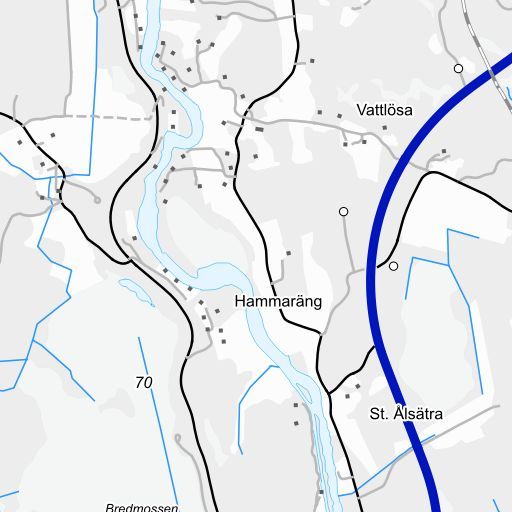 Vattlösa
Hammaräng
70
St. Ålsätra
Bredmossen